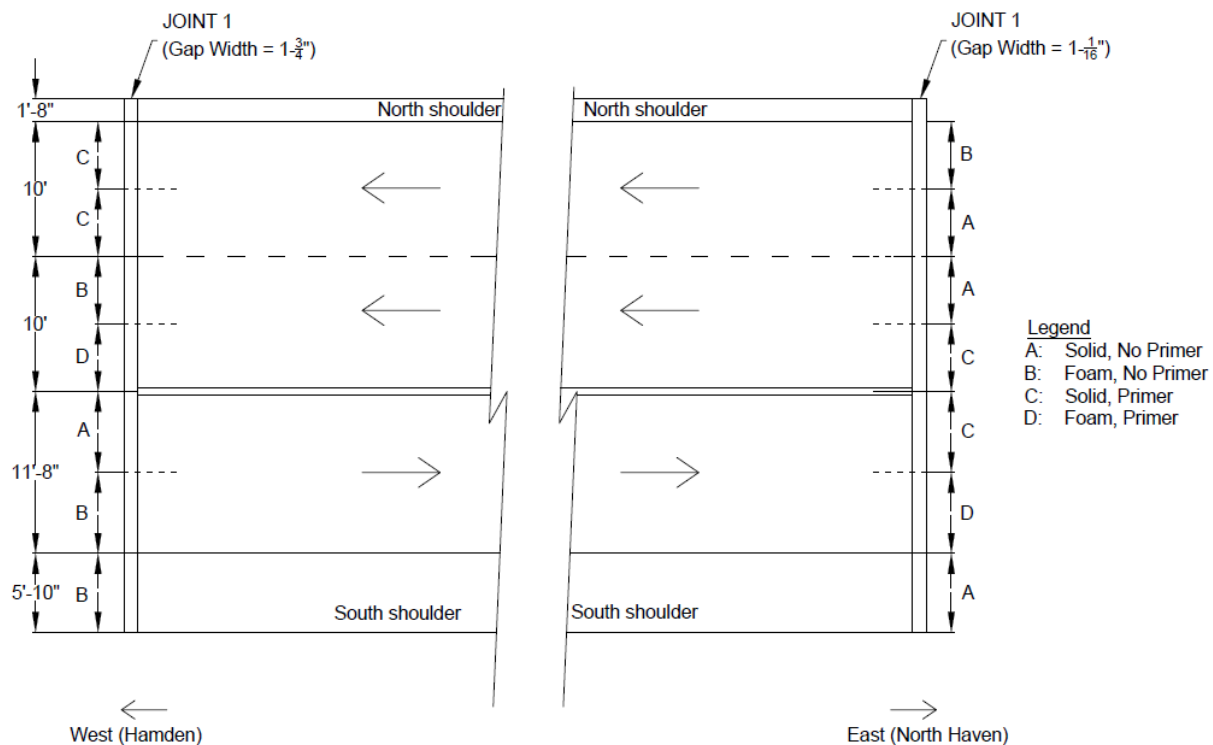 JOINT 1
(Gap Width = 1-3/4")
JOINT 1
(Gap Width = 1-1/16")
1'-8"
North shoulder
North shoulder
C
B
10'
C
A
B
A
10'
D
C
A
C
11'-8"
B
D
5'-10"
B
A
South shoulder
South shoulder
Legend
A: Solid, No Primer
B: Foam, No Primer
C: Solid, Primer
D: Foam, Primer
West (Hamden)
East (North Haven)